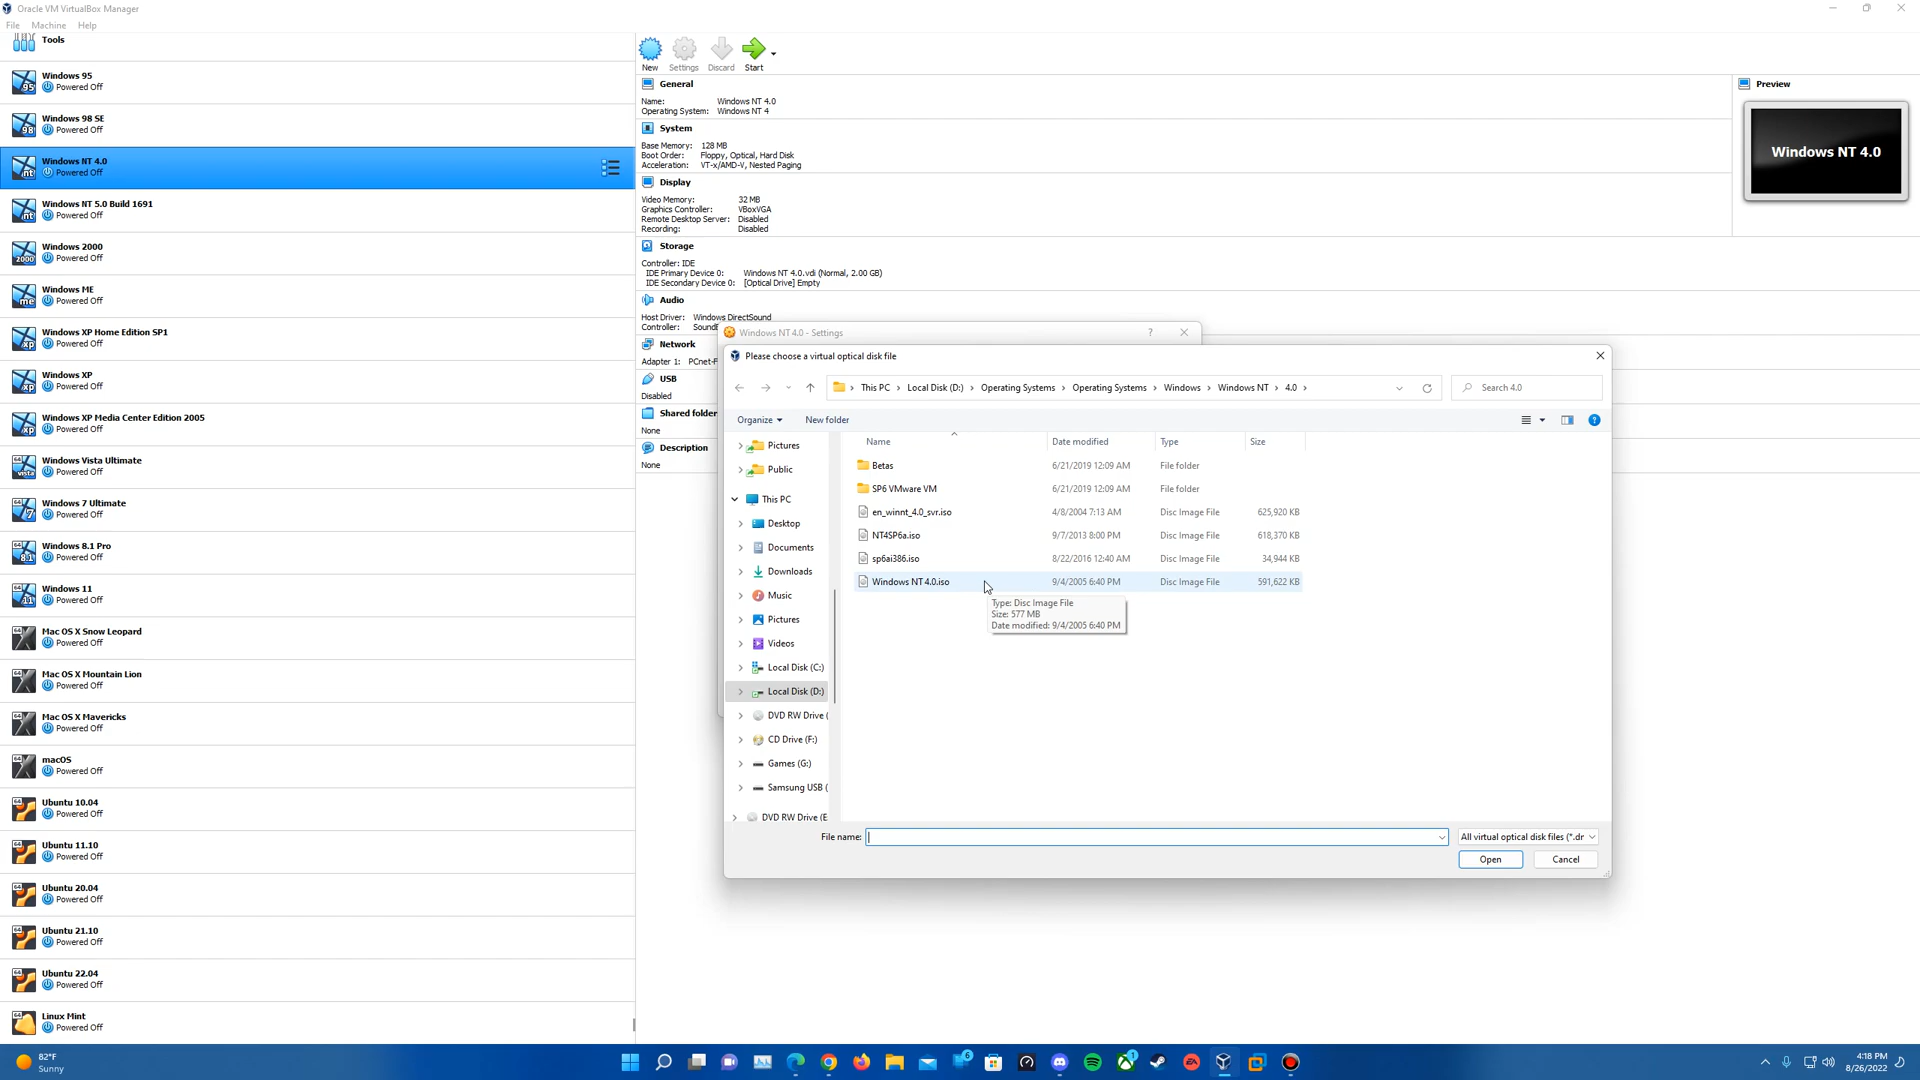 Oracle VM VirtualBox Manager
File Machine Help
Tools
Windows 95
Powered Off
Windows 98 SE
Powered Off
Windows NT 4.0
Powered Off
Windows NT 5.0 Build 1691
Powered Off
Windows 2000
Powered Off
Windows ME
Powered Off
Windows XP Home Edition SP1
Powered Off
Windows XP
Powered Off
Windows XP Media Center Edition 2005
Powered Off
Windows Vista Ultimate
Powered Off
Windows 7 Ultimate
Powered Off
Windows 8.1 Pro
Powered Off
Windows 11
Powered Off
Mac OS X Snow Leopard
Powered Off
Mac OS X Mountain Lion
Powered Off
Mac OS X Mavericks
Powered Off
macOS
Powered Off
Ubuntu 10.04
Powered Off
Ubuntu 11.10
Powered Off
Ubuntu 20.04
Powered Off
Ubuntu 21.10
Powered Off
Ubuntu 22.04
Powered Off
Linux Mint
Powered Off
New Settings Discard Start
General
Name: Windows NT 4.0
Operating System: Windows NT 4
System
Base Memory: 128 MB
Boot Order: Floppy, Optical, Hard Disk
Acceleration: VT-x/AMD-V, Nested Paging
Display
Video Memory: 32 MB
Graphics Controller: VBoxVGA
Remote Desktop Server: Disabled
Recording: Disabled
Storage
Controller: IDE
IDE Primary Device 0: Windows NT 4.0.vdi (Normal, 2.00 GB)
IDE Secondary Device 0: [Optical Drive] Empty
Audio
Host Driver: Windows DirectSound
Controller: Sound
Network
Adapter 1: PCnet-F
USB
Disabled
Shared folder
None
Description
None
Preview
Windows NT 4.0
Windows NT 4.0 - Settings ?
Please choose a virtual optical disk file
This PC › Local Disk (D:) › Operating Systems › Operating Systems › Windows › Windows NT › 4.0 ›
Search 4.0
Organize New folder
Pictures
Public
This PC
Desktop
Documents
Downloads
Music
Pictures
Videos
Local Disk (C:)
Local Disk (D:)
DVD RW Drive (
CD Drive (F:)
Games (G:)
Samsung USB (
DVD RW Drive (E
Name Date modified Type Size
Betas 6/21/2019 12:09 AM File folder
SP6 VMware VM 6/21/2019 12:09 AM File folder
en_winnt_4.0_svr.iso 4/8/2004 7:13 AM Disc Image File 625,920 KB
NT4SP6a.iso 9/7/2013 8:00 PM Disc Image File 618,370 KB
sp6ai386.iso 8/22/2016 12:40 AM Disc Image File 34,944 KB
Windows NT 4.0.iso 9/4/2005 6:40 PM Disc Image File 591,622 KB
Type: Disc Image File
Size: 577 MB
Date modified: 9/4/2005 6:40 PM
File name: All virtual optical disk files (*.dr
Open Cancel
82°F
Sunny
4:18 PM
8/26/2022